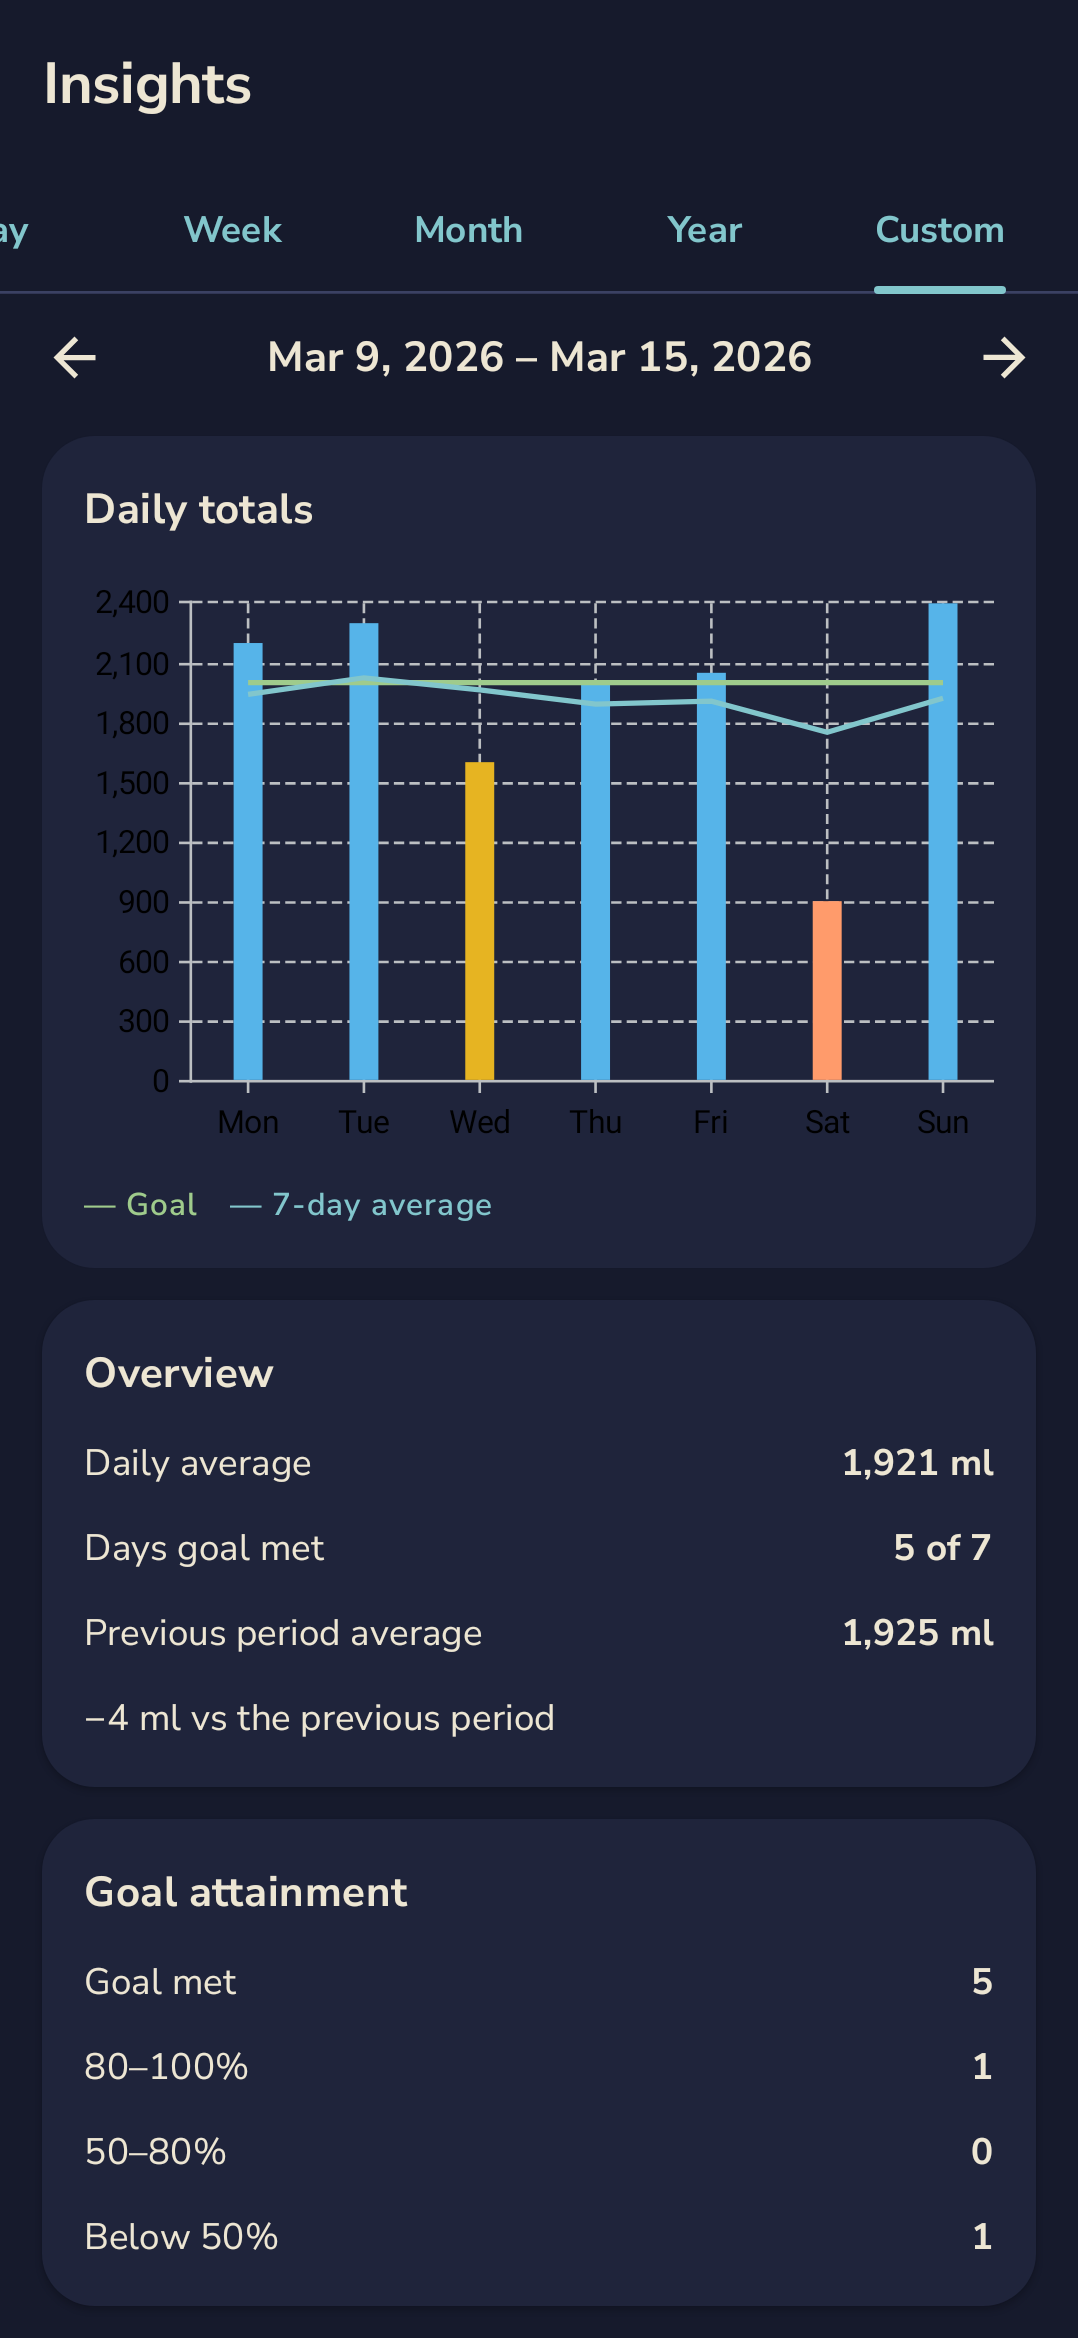 Insights
ay Week Month Year Custom
Mar 9, 2026 – Mar 15, 2026
Daily totals
2,400
2,100
1,800
1,500
1,200
900
600
300
0
Mon Tue Wed Thu Fri Sat Sun
— Goal — 7-day average
Overview
Daily average 1,921 ml
Days goal met 5 of 7
Previous period average 1,925 ml
−4 ml vs the previous period
Goal attainment
Goal met 5
80–100% 1
50–80% 0
Below 50% 1